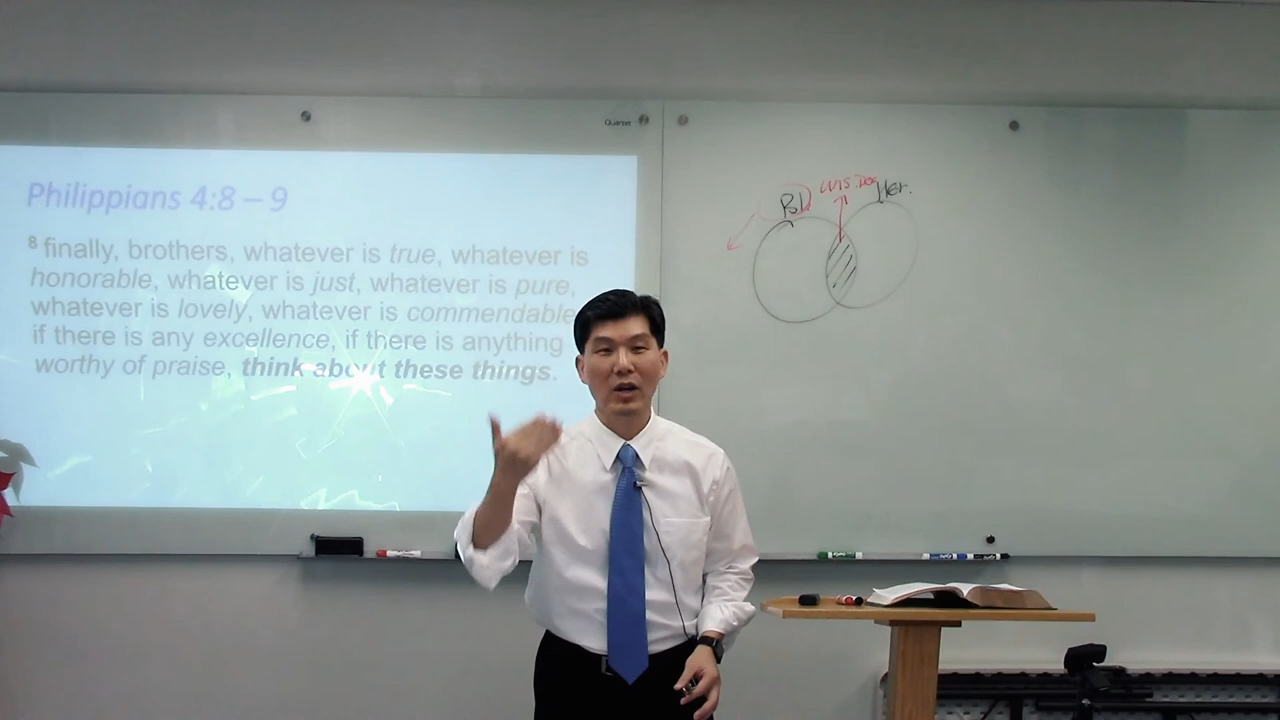 Philippians 4:8 – 9
8 finally, brothers, whatever is true, whatever is
honorable, whatever is just, whatever is pure,
whatever is lovely, whatever is commendable
if there is any excellence, if there is anything
worthy of praise, think about these things.
Quartet
Her.